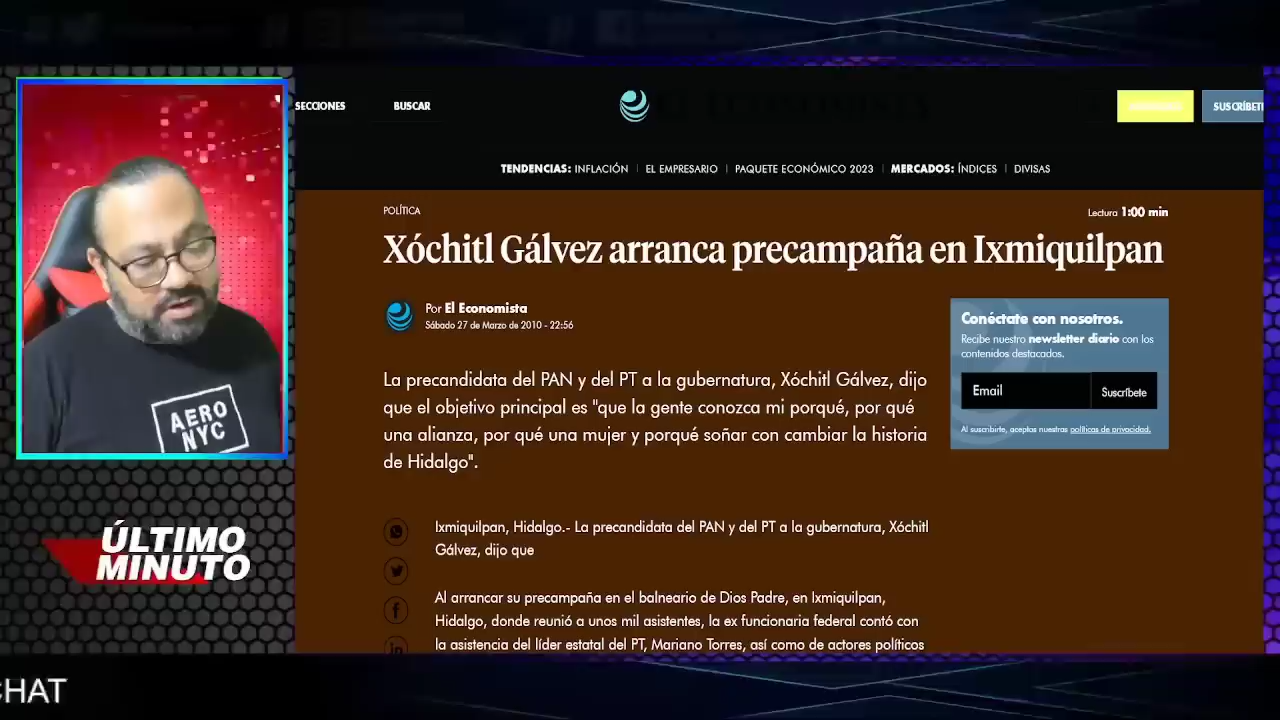 SECCIONES
BUSCAR
EL ECONOMISTA
SUSCRÍBET
TENDENCIAS: INFLACIÓN | EL EMPRESARIO | PAQUETE ECONÓMICO 2023 | MERCADOS: ÍNDICES | DIVISAS
POLÍTICA
Lectura 1:00 min
Xóchitl Gálvez arranca precampaña en Ixmiquilpan
Por El Economista
Sábado 27 de Marzo de 2010 - 22:56
Conéctate con nosotros.
Recibe nuestro newsletter diario con los
contenidos destacados.
Email
Suscríbete
Al suscribirte, aceptas nuestras políticas de privacidad.
La precandidata del PAN y del PT a la gubernatura, Xóchitl Gálvez, dijo
que el objetivo principal es "que la gente conozca mi porqué, por qué
una alianza, por qué una mujer y porqué soñar con cambiar la historia
de Hidalgo".
Ixmiquilpan, Hidalgo.- La precandidata del PAN y del PT a la gubernatura, Xóchitl
Gálvez, dijo que
Al arrancar su precampaña en el balneario de Dios Padre, en Ixmiquilpan,
Hidalgo, donde reunió a unos mil asistentes, la ex funcionaria federal contó con
la asistencia del líder estatal del PT, Mariano Torres, así como de actores políticos
AERO
NYC
ÚLTIMO
MINUTO
CHAT